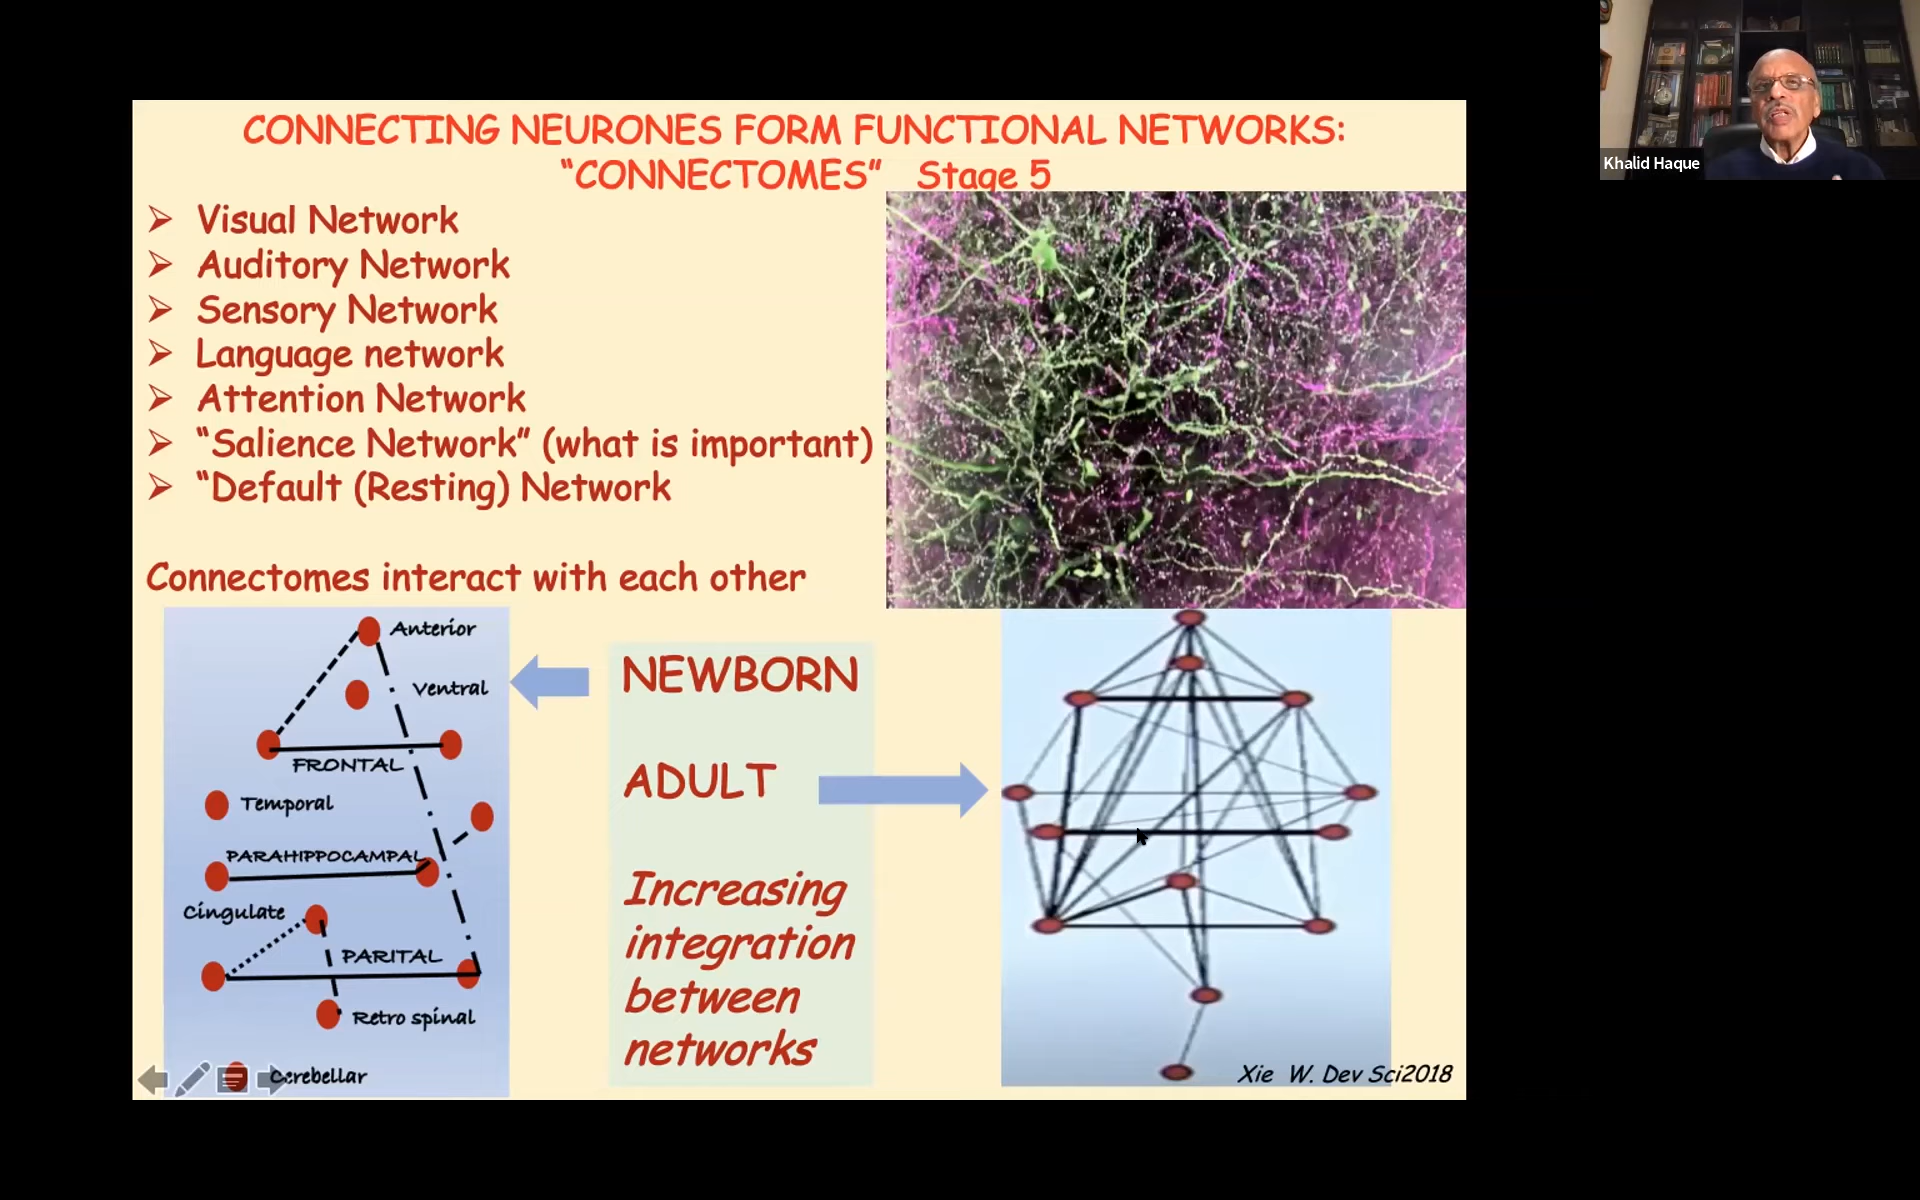 CONNECTING NEURONES FORM FUNCTIONAL NETWORKS:
“CONNECTOMES” Stage 5
Visual Network
Auditory Network
Sensory Network
Language network
Attention Network
“Salience Network” (what is important)
“Default (Resting) Network
Connectomes interact with each other
Anterior
Ventral
FRONTAL
Temporal
PARAHIPPOCAMPAL
Cingulate
PARITAL
Retro spinal
Cerebellar
NEWBORN
ADULT
Increasing
integration
between
networks
Xie W. Dev Sci2018
Khalid Haque